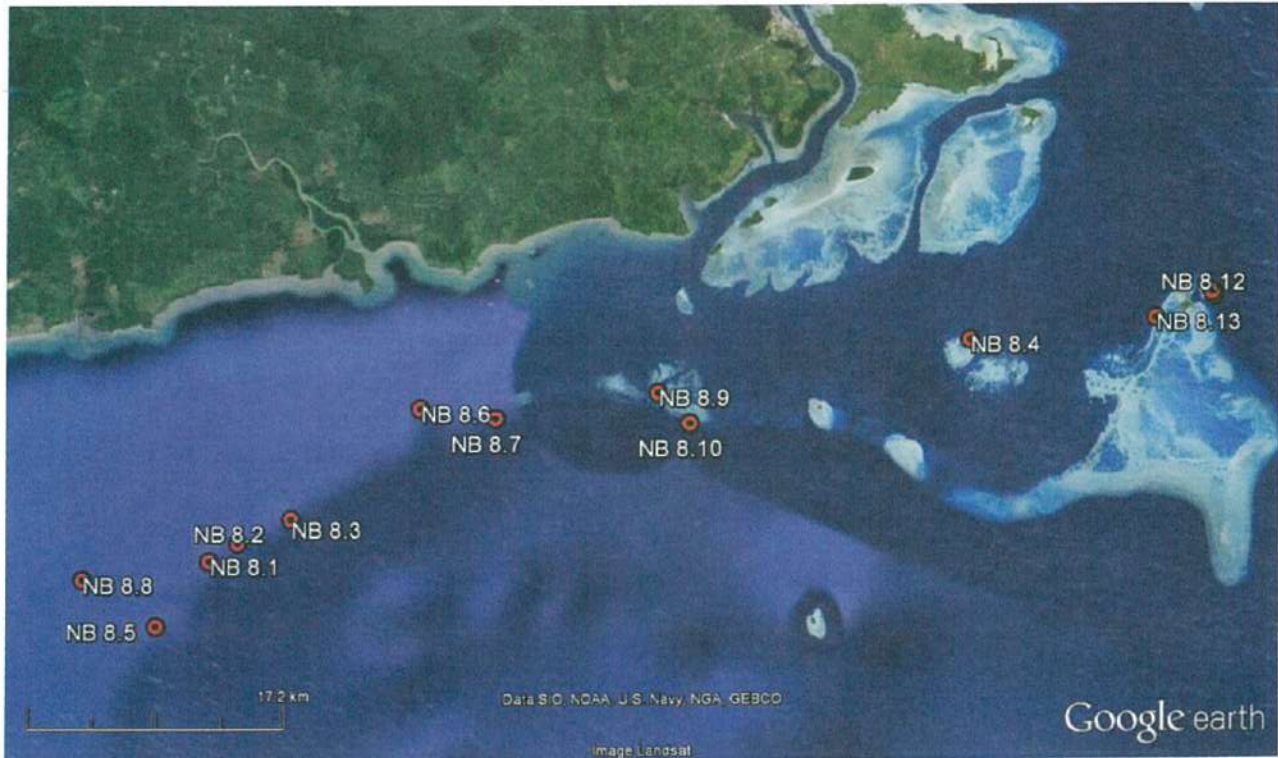 NB 8.12
NB 8.13
NB 8.4
NB 8.9
NB 8.6
NB 8.7
NB 8.10
NB 8.2
NB 8.3
NB 8.1
NB 8.8
NB 8.5
17.2 km
Data SIO, NOAA, U.S. Navy, NGA, GEBCO
Image Landsat
Google earth